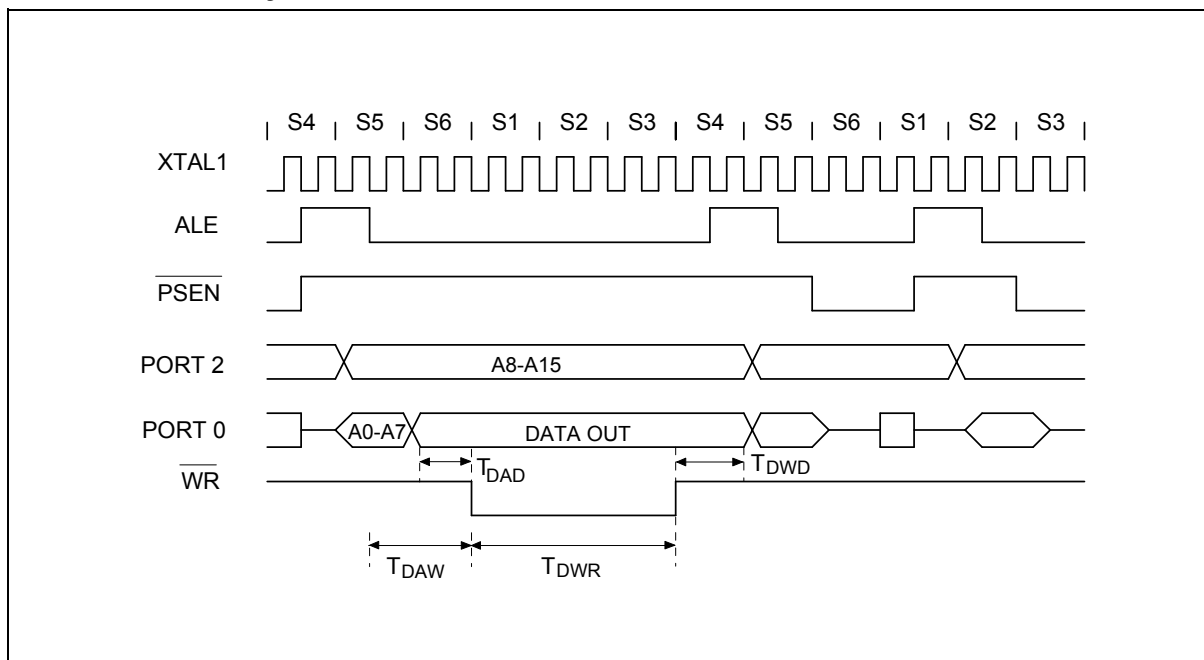 S4 S5 S6 S1 S2 S3 S4 S5 S6 S1 S2 S3
XTAL1
ALE
PSEN
PORT 2 A8-A15
PORT 0 A0-A7 DATA OUT
TDAD TDWD
WR
TDAW TDWR